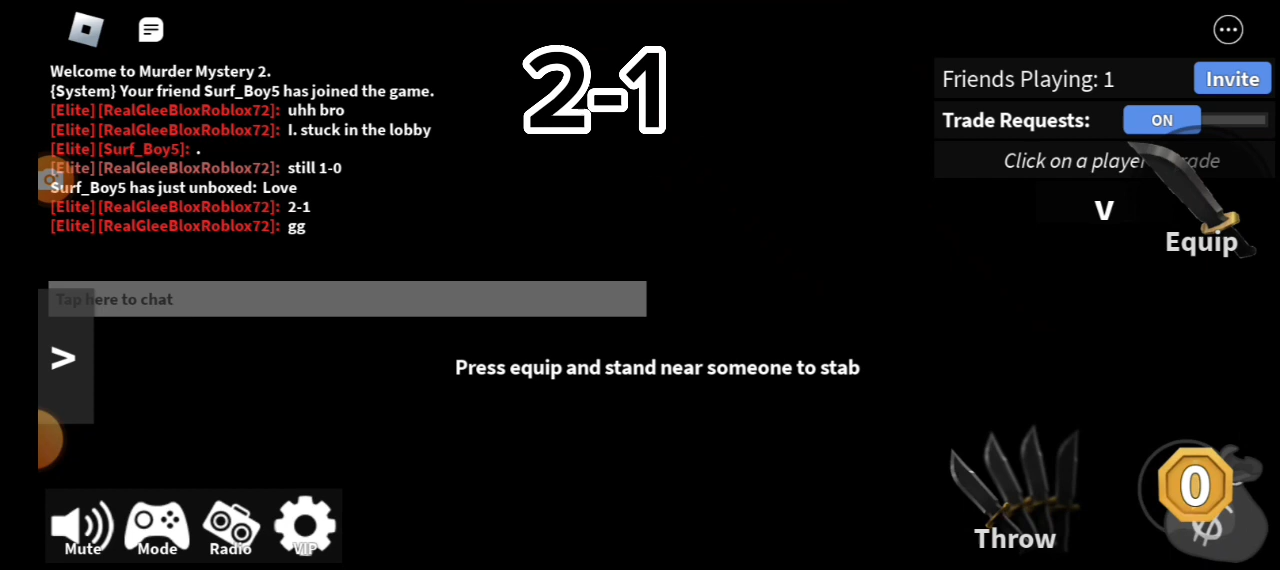 2-1
Welcome to Murder Mystery 2.
{System} Your friend Surf_Boy5 has joined the game.
[Elite] [RealGleeBloxRoblox72]: uhh bro
[Elite] [RealGleeBloxRoblox72]: I. stuck in the lobby
[Elite] [Surf_Boy5]: .
[Elite] [RealGleeBloxRoblox72]: still 1-0
Surf_Boy5 has just unboxed: Love
[Elite] [RealGleeBloxRoblox72]: 2-1
[Elite] [RealGleeBloxRoblox72]: gg
Tap here to chat
>
Friends Playing: 1 Invite
Trade Requests: ON
Click on a player trade
V
Equip
Press equip and stand near someone to stab
Throw
0
Mute Mode Radio VIP